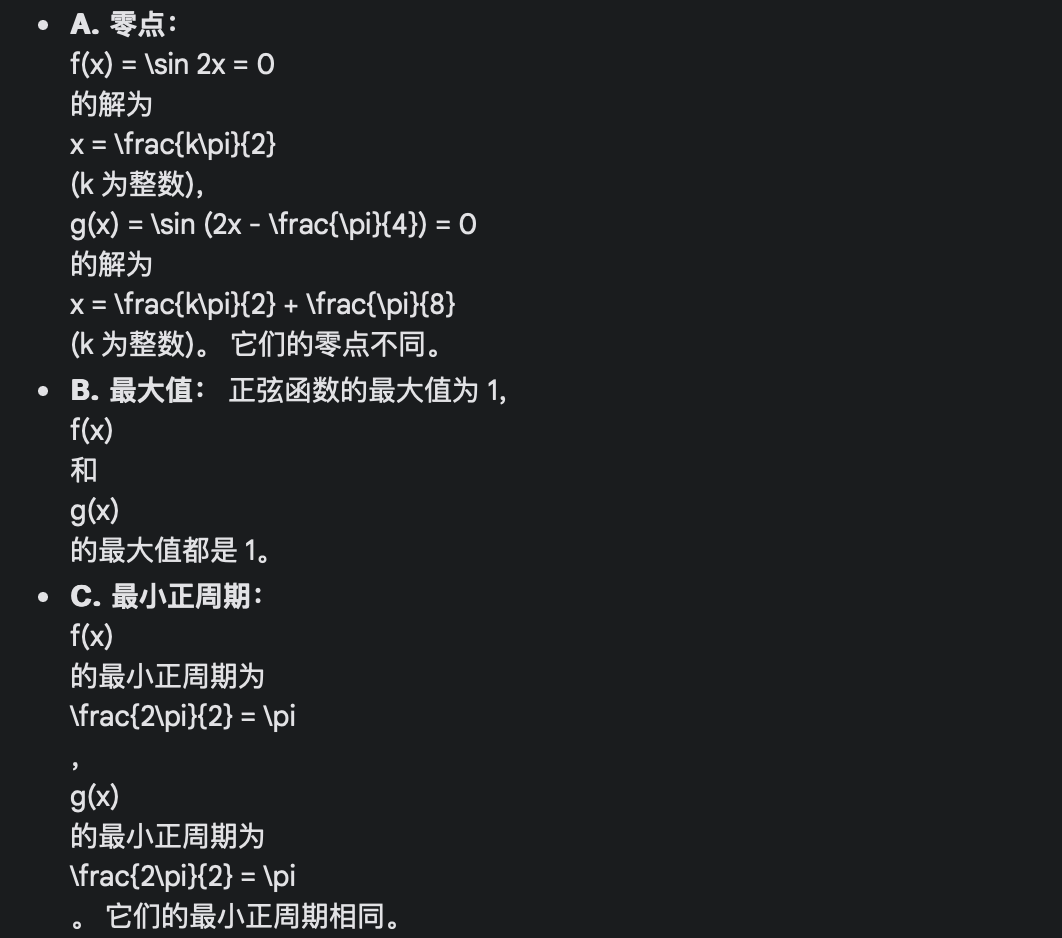 • A. 零点：
f(x) = \sin 2x = 0
的解为
x = \frac{k\pi}{2}
(k 为整数),
g(x) = \sin (2x - \frac{\pi}{4}) = 0
的解为
x = \frac{k\pi}{2} + \frac{\pi}{8}
(k 为整数)。 它们的零点不同。
• B. 最大值： 正弦函数的最大值为 1,
f(x)
和
g(x)
的最大值都是 1。
• C. 最小正周期：
f(x)
的最小正周期为
\frac{2\pi}{2} = \pi
,
g(x)
的最小正周期为
\frac{2\pi}{2} = \pi
。 它们的最小正周期相同。